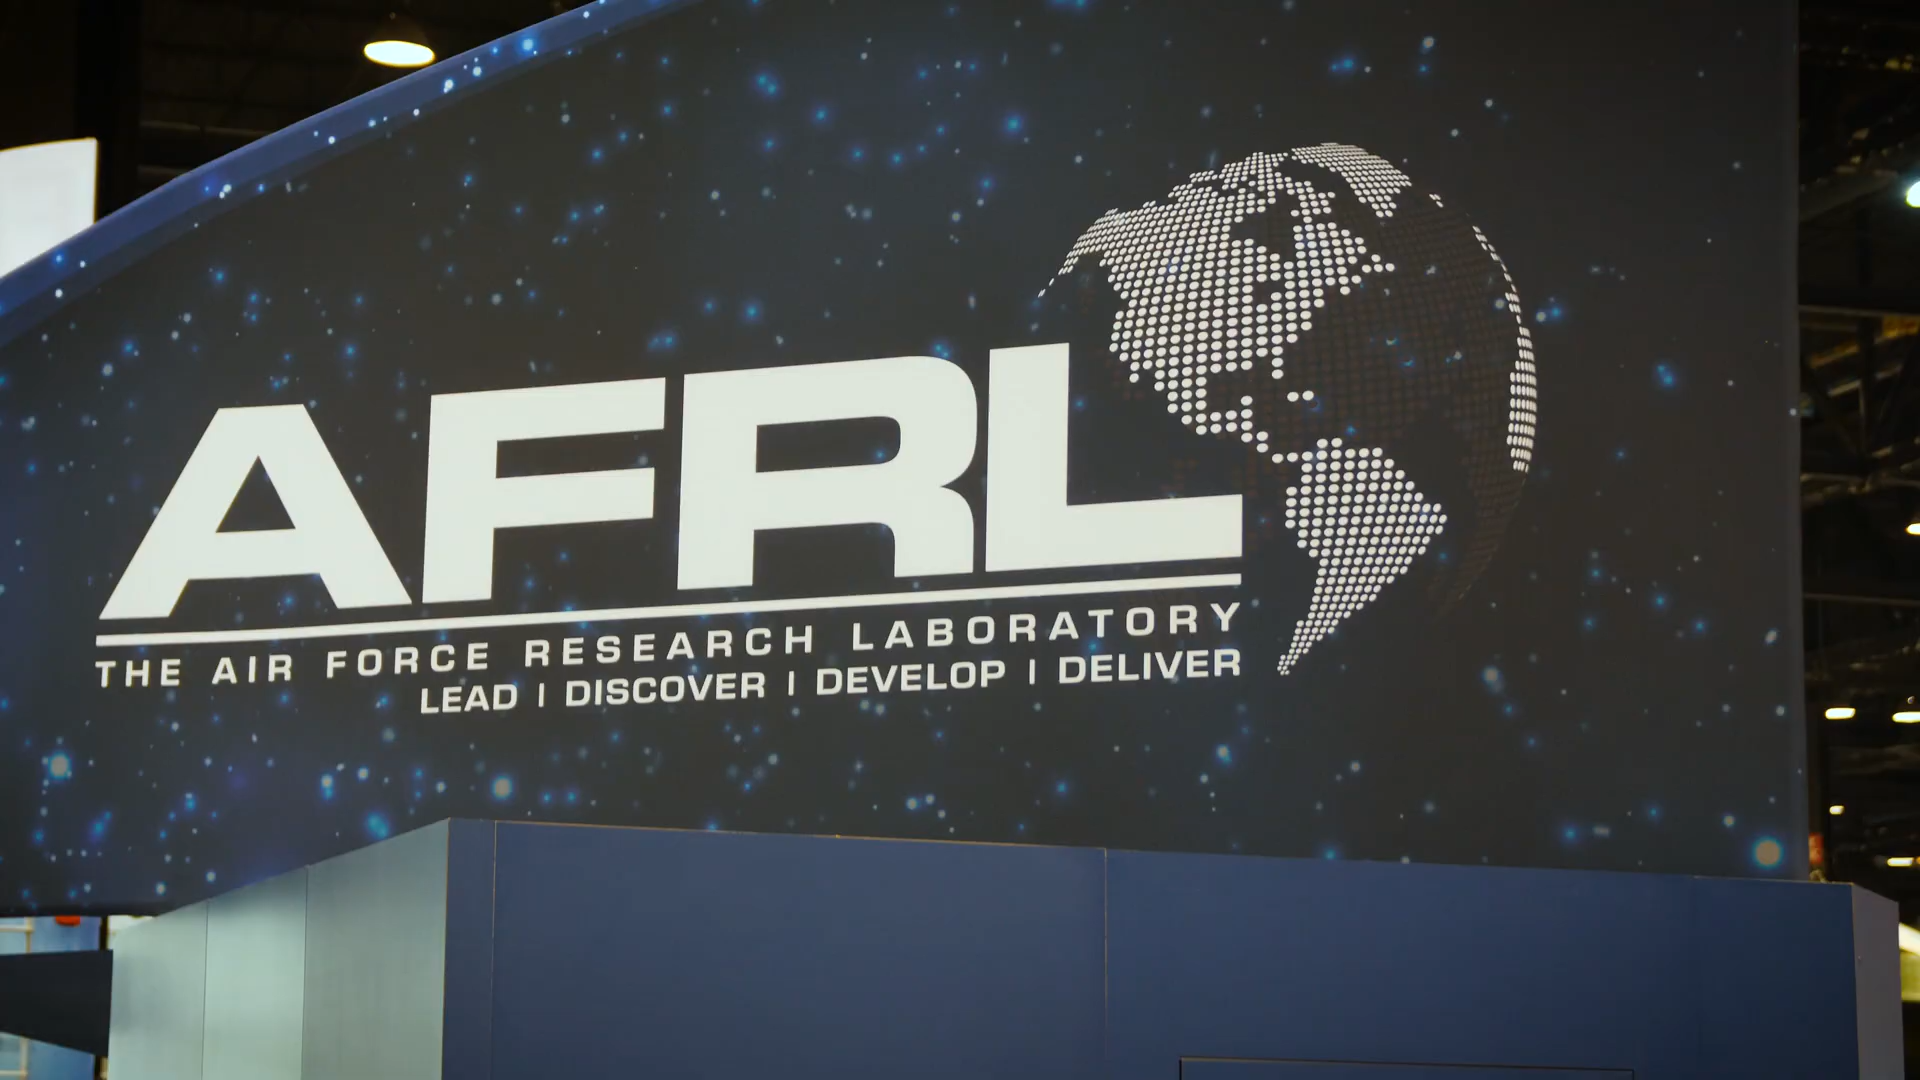 AFRL
THE AIR FORCE RESEARCH LABORATORY
LEAD | DISCOVER | DEVELOP | DELIVER